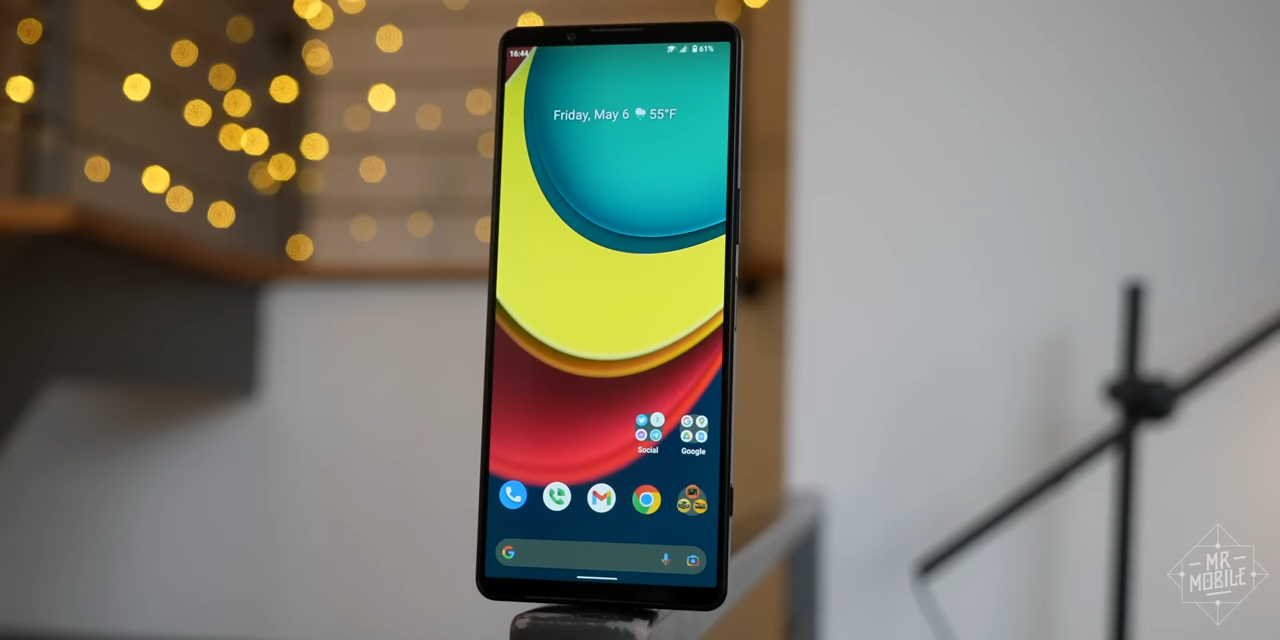 16:44
61%
Friday, May 6 55°F
Social
Google
MR
MOBILE